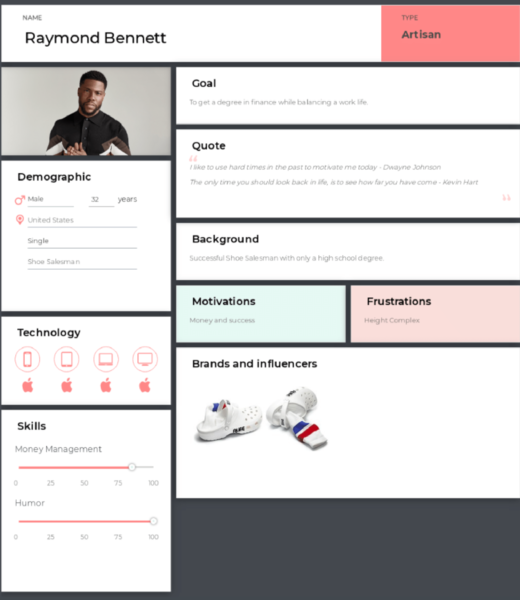 NAME
Raymond Bennett
TYPE
Artisan
Goal
To get a degree in finance while balancing a work life.
Quote
“
I like to use hard times in the past to motivate me today - Dwayne Johnson
The only time you should look back in life, is to see how far you have come - Kevin Hart
”
Demographic
Male 32 years
United States
Single
Shoe Salesman
Background
Successful Shoe Salesman with only a high school degree.
Motivations
Money and success
Frustrations
Height Complex
Technology
Brands and influencers
Skills
Money Management
0 25 50 75 100
Humor
0 25 50 75 100